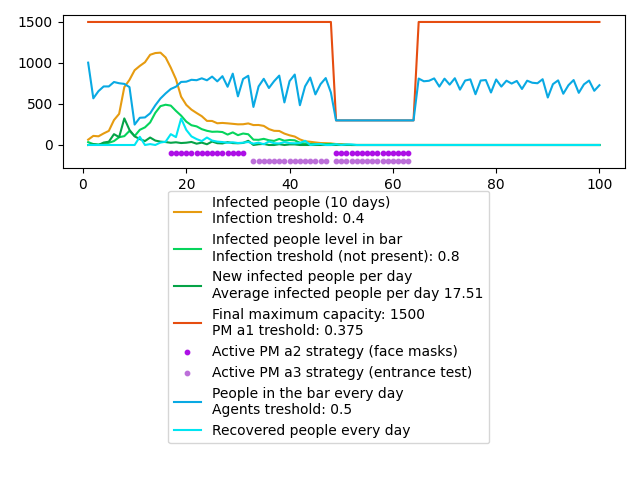 1500
1000
500
0
0 20 40 60 80 100
Infected people (10 days)
Infection treshold: 0.4
Infected people level in bar
Infection treshold (not present): 0.8
New infected people per day
Average infected people per day 17.51
Final maximum capacity: 1500
PM a1 treshold: 0.375
Active PM a2 strategy (face masks)
Active PM a3 strategy (entrance test)
People in the bar every day
Agents treshold: 0.5
Recovered people every day